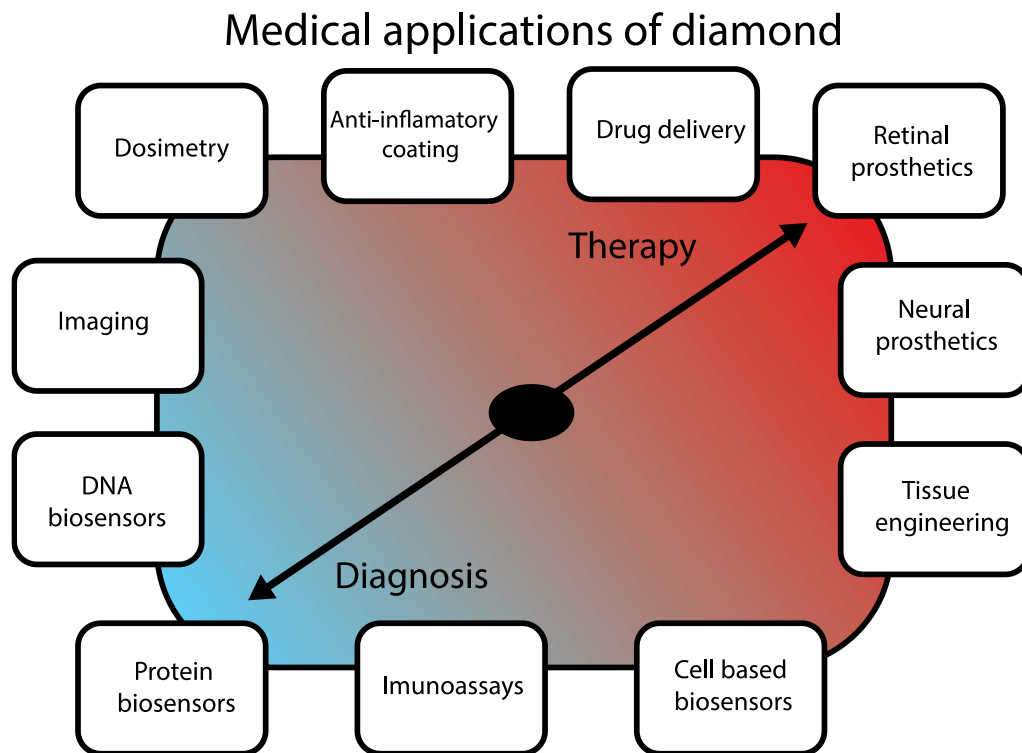 Medical applications of diamond
Dosimetry
Anti-inflamatory
coating
Drug delivery
Retinal
prosthetics
Therapy
Imaging
Neural
prosthetics
DNA
biosensors
Tissue
engineering
Diagnosis
Protein
biosensors
Imunoassays
Cell based
biosensors